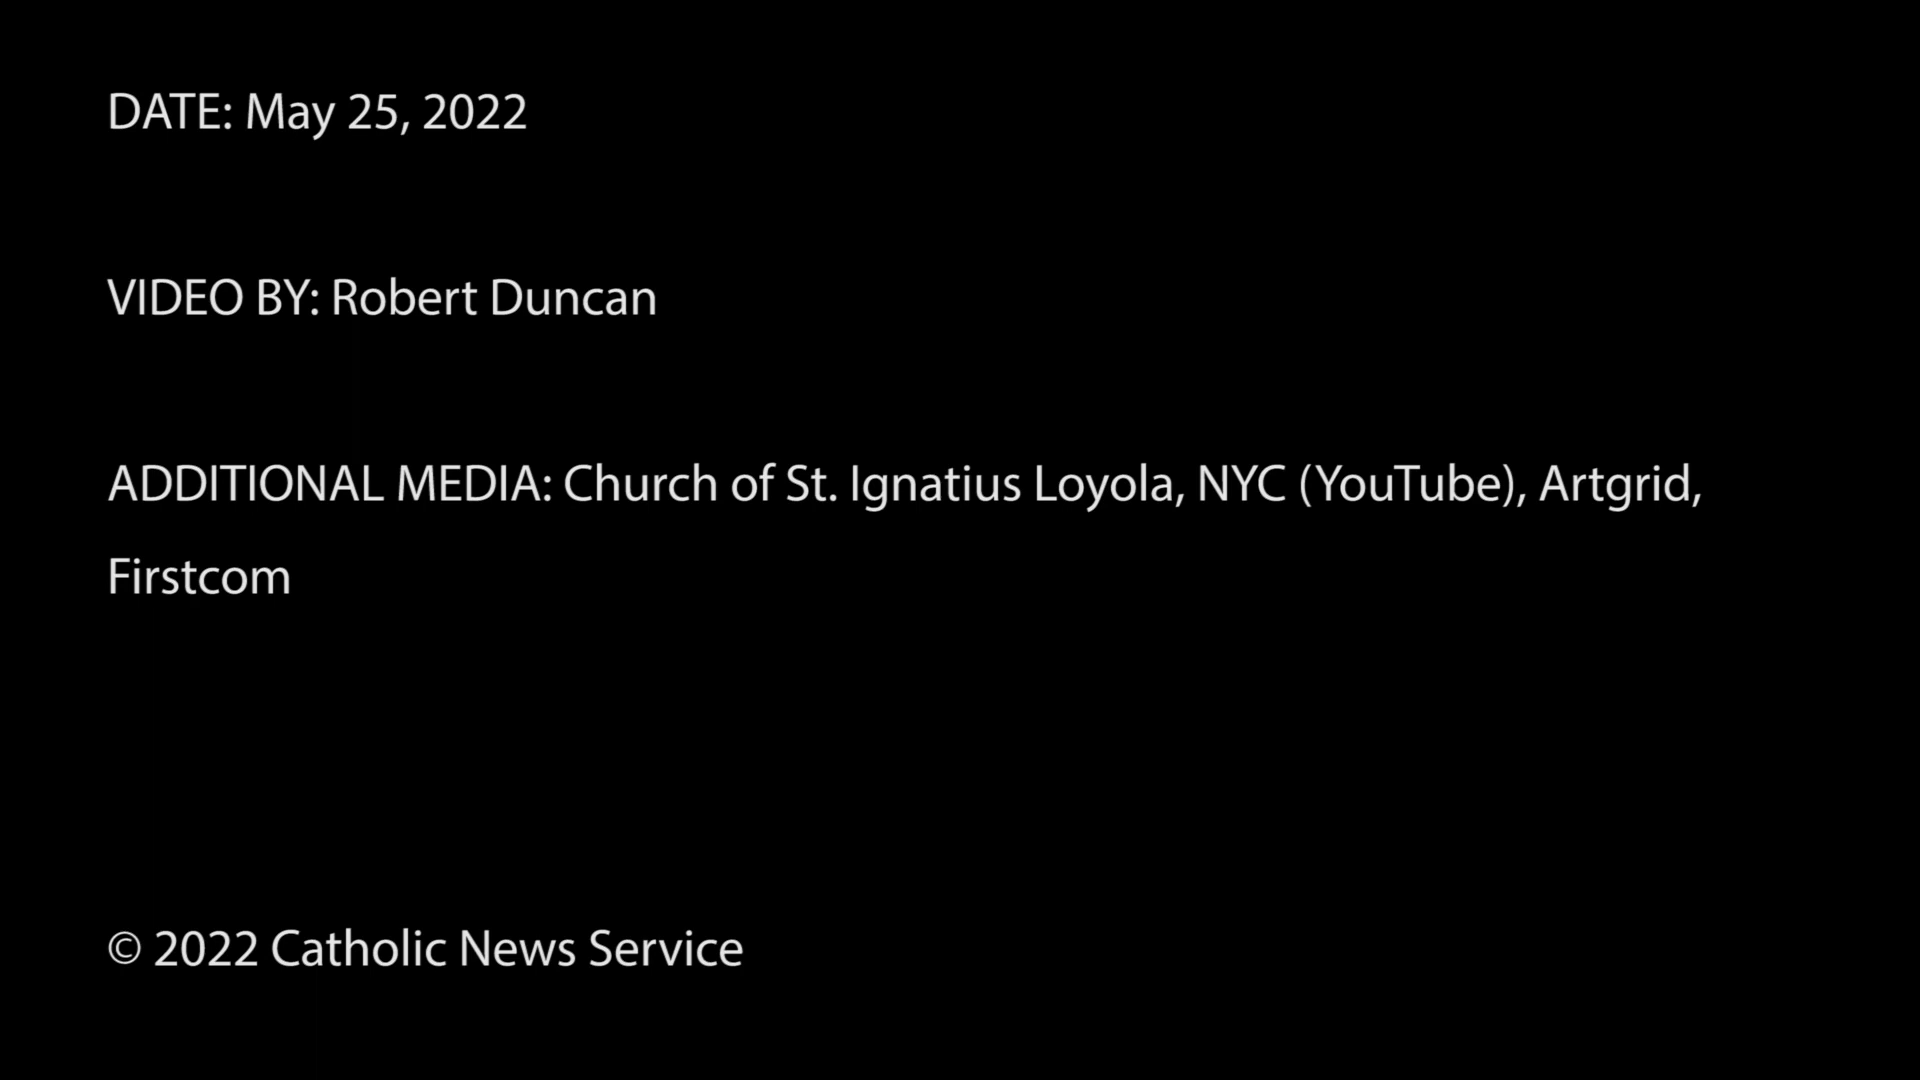 DATE: May 25, 2022
VIDEO BY: Robert Duncan
ADDITIONAL MEDIA: Church of St. Ignatius Loyola, NYC (YouTube), Artgrid,
Firstcom
© 2022 Catholic News Service